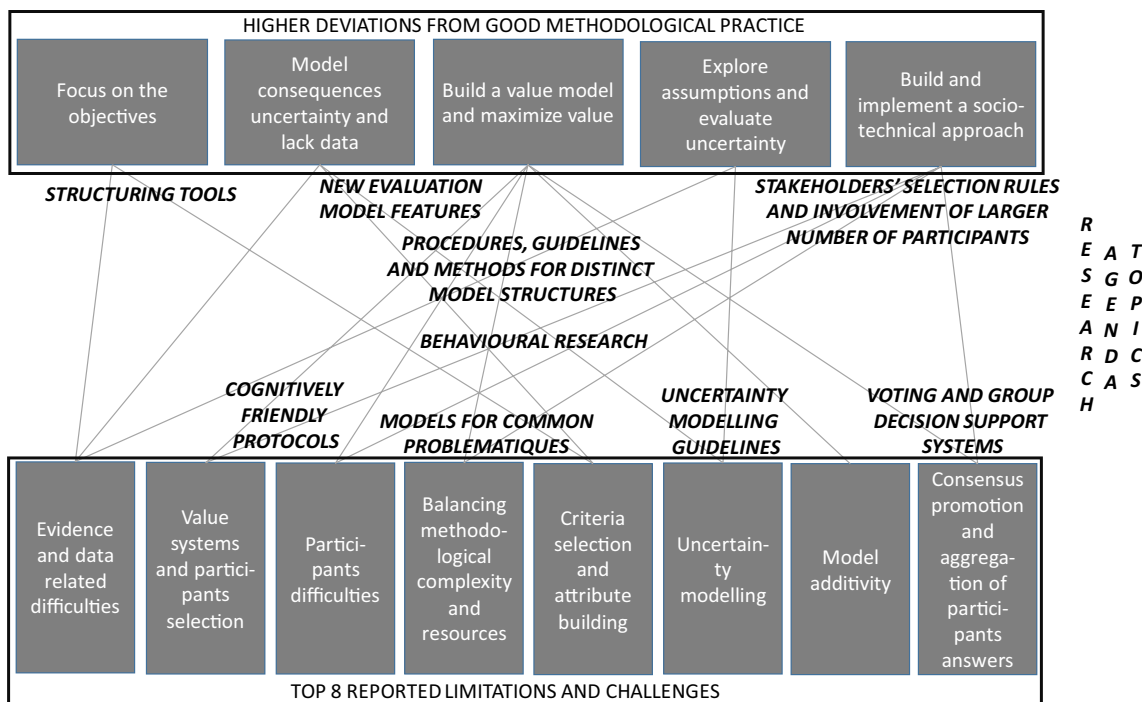 HIGHER DEVIATIONS FROM GOOD METHODOLOGICAL PRACTICE
Focus on the
objectives
Model
consequences
uncertainty and
lack data
Build a value model
and maximize value
Explore
assumptions and
evaluate
uncertainty
Build and
implement a socio-
technical approach
STRUCTURING TOOLS
NEW EVALUATION
MODEL FEATURES
STAKEHOLDERS' SELECTION RULES
AND INVOLVEMENT OF LARGER
NUMBER OF PARTICIPANTS
PROCEDURES, GUIDELINES
AND METHODS FOR DISTINCT
MODEL STRUCTURES
BEHAVIOURAL RESEARCH
COGNITIVELY
FRIENDLY
PROTOCOLS
MODELS FOR COMMON
PROBLEMATIQUES
UNCERTAINTY
MODELLING
GUIDELINES
VOTING AND GROUP
DECISION SUPPORT
SYSTEMS
RESEARCH
AGENDA
TOPICS
Evidence
and data
related
difficulties
Value
systems
and partici-
pants
selection
Partici-
pants
difficulties
Balancing
methodo-
logical
complexity
and
resources
Criteria
selection
and
attribute
building
Uncertain-
ty
modelling
Model
additivity
Consensus
promotion
and
aggrega-
tion of
partici-
pants
answers
TOP 8 REPORTED LIMITATIONS AND CHALLENGES